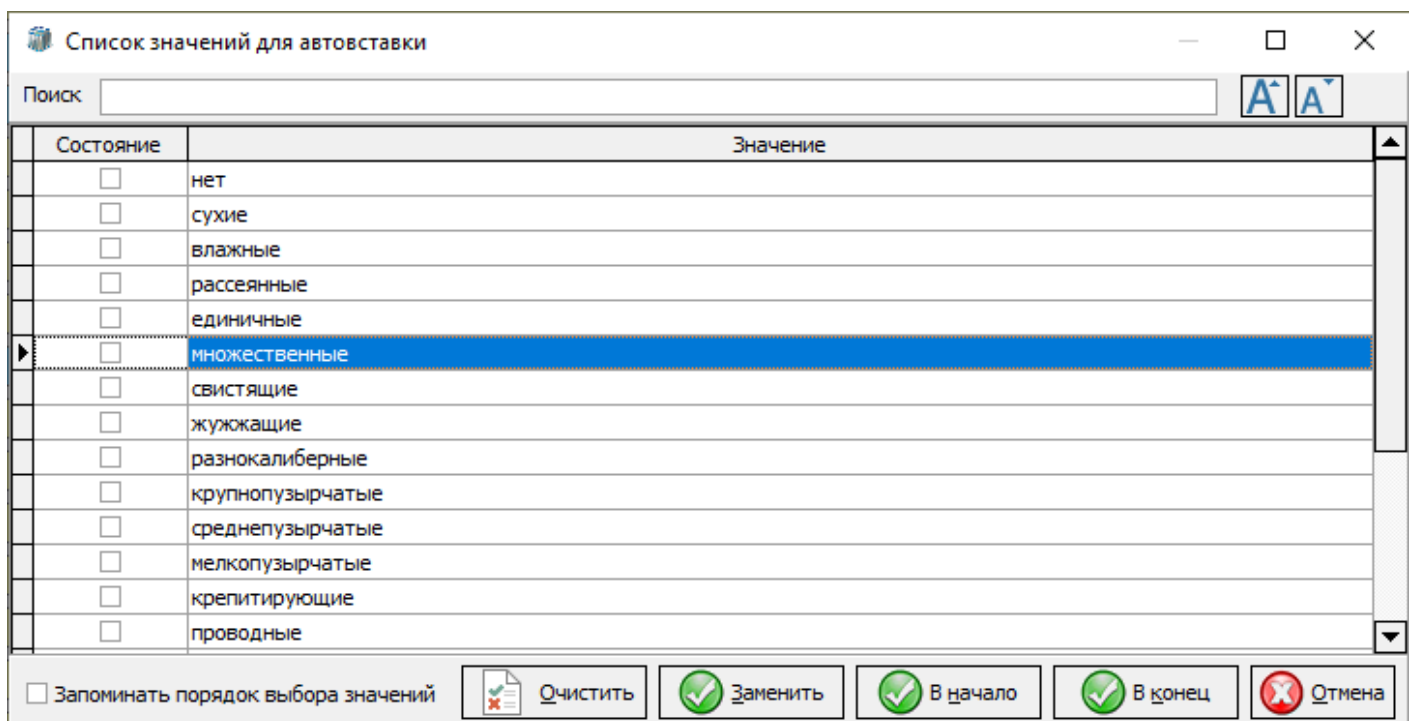 Список значений для автовставки
Поиск
Состояние Значение
нет
сухие
влажные
рассеянные
единичные
множественные
свистящие
жужжащие
разнокалиберные
крупнопузырчатые
среднепузырчатые
мелкопузырчатые
крепитирующие
проводные
Запоминать порядок выбора значений Очистить Заменить В начало В конец Отмена